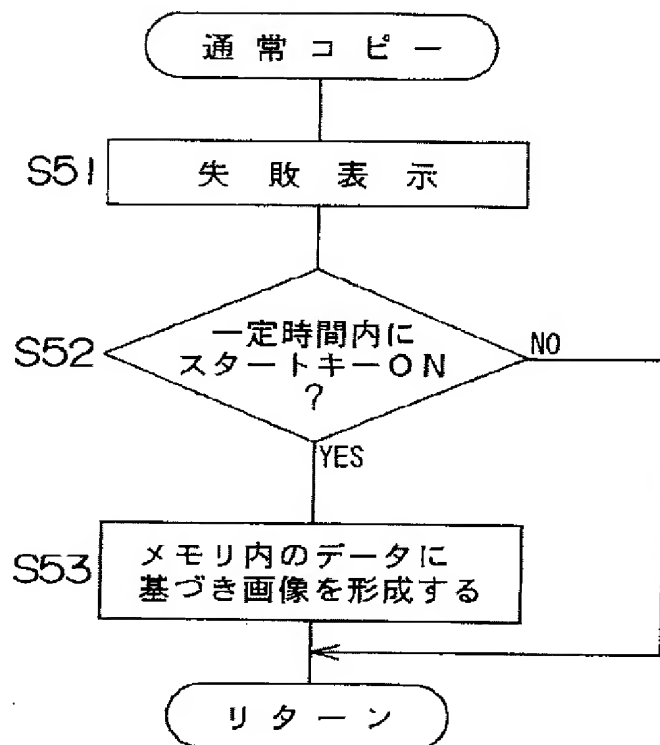 通常コピー
S51
失敗表示
S52
一定時間内に
スタートキーON
?
NO
YES
S53
メモリ内のデータに
基づき画像を形成する
リターン